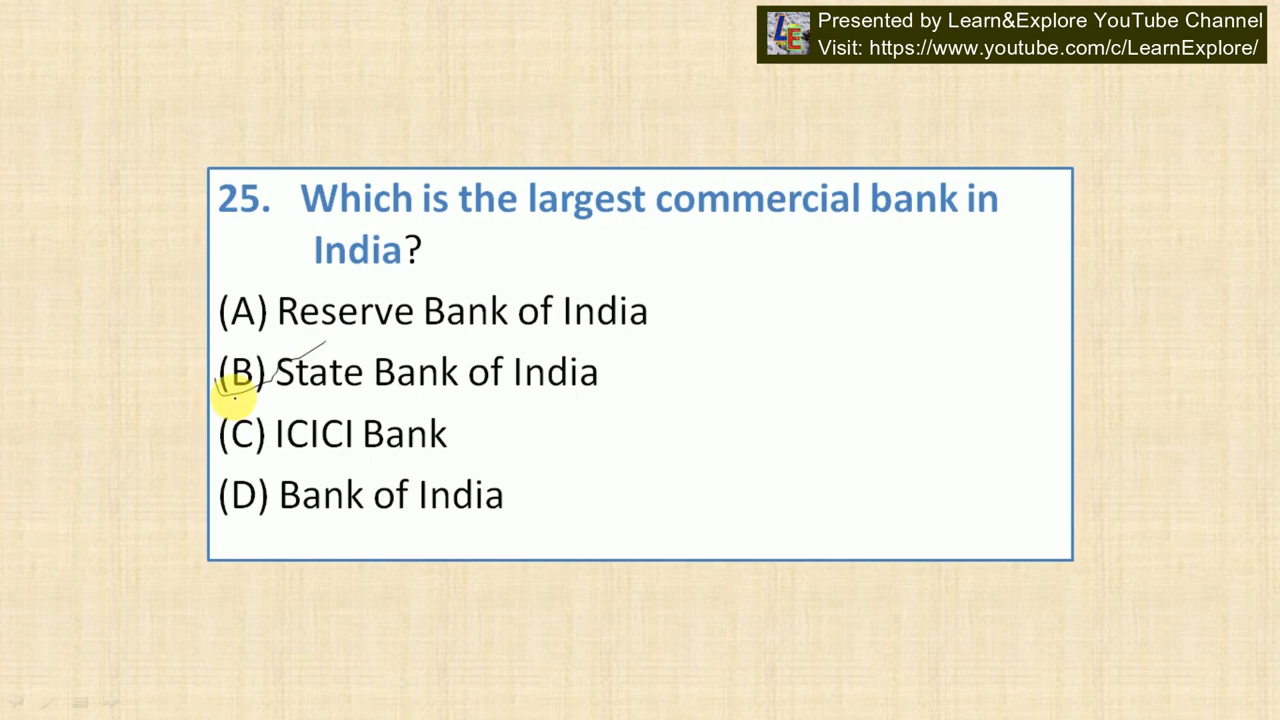 Presented by Learn&Explore YouTube Channel
Visit: https://www.youtube.com/c/LearnExplore/
LE
25. Which is the largest commercial bank in
India?
(A) Reserve Bank of India
(B) State Bank of India
(C) ICICI Bank
(D) Bank of India